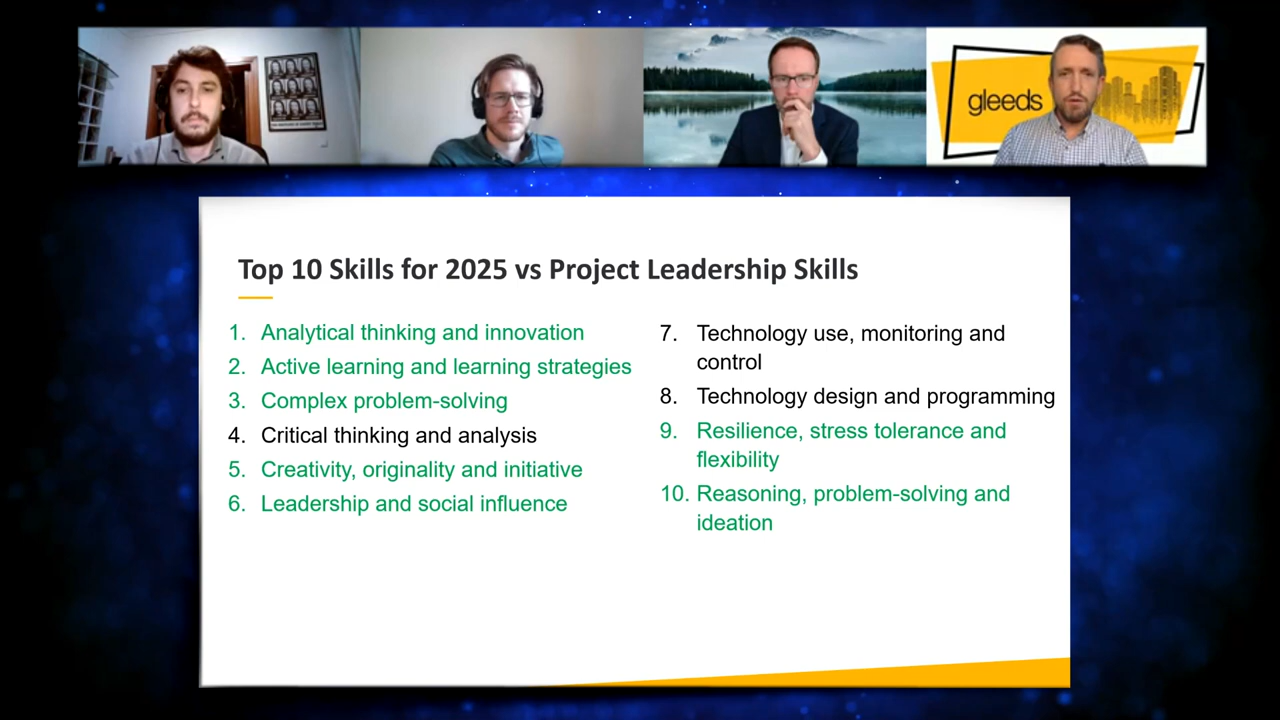 gleeds
Top 10 Skills for 2025 vs Project Leadership Skills
1. Analytical thinking and innovation
2. Active learning and learning strategies
3. Complex problem-solving
4. Critical thinking and analysis
5. Creativity, originality and initiative
6. Leadership and social influence
7. Technology use, monitoring and
control
8. Technology design and programming
9. Resilience, stress tolerance and
flexibility
10. Reasoning, problem-solving and
ideation